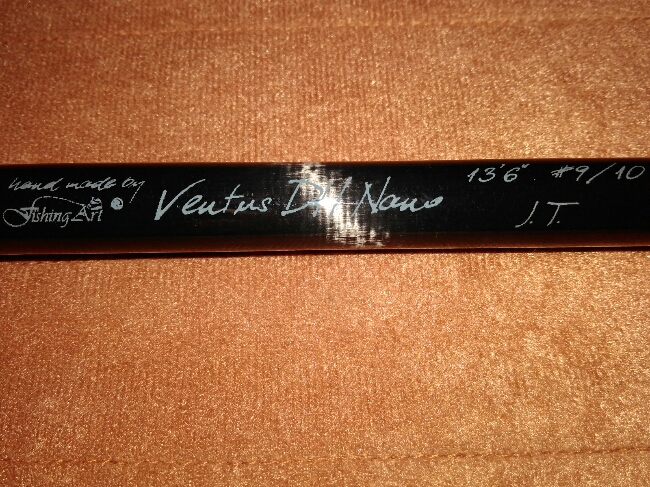 hand made by
FishingArt
Ventus DH Nano
13'6" #9/10
J.T.